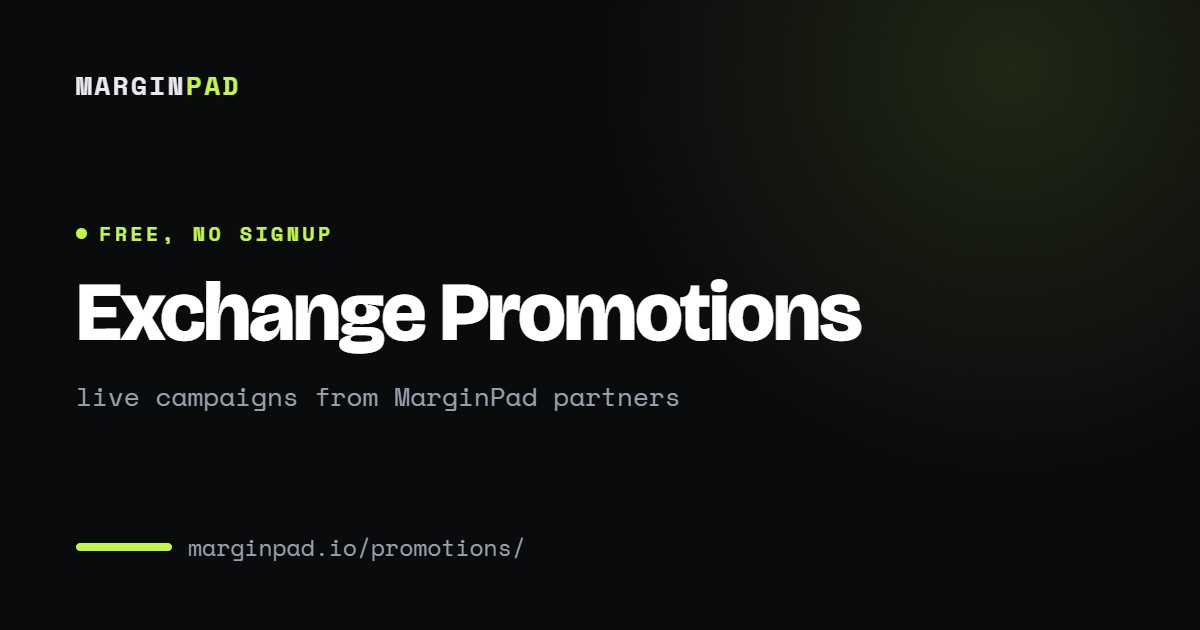 MARGINPAD
FREE, NO SIGNUP
Exchange Promotions
live campaigns from MarginPad partners
marginpad.io/promotions/